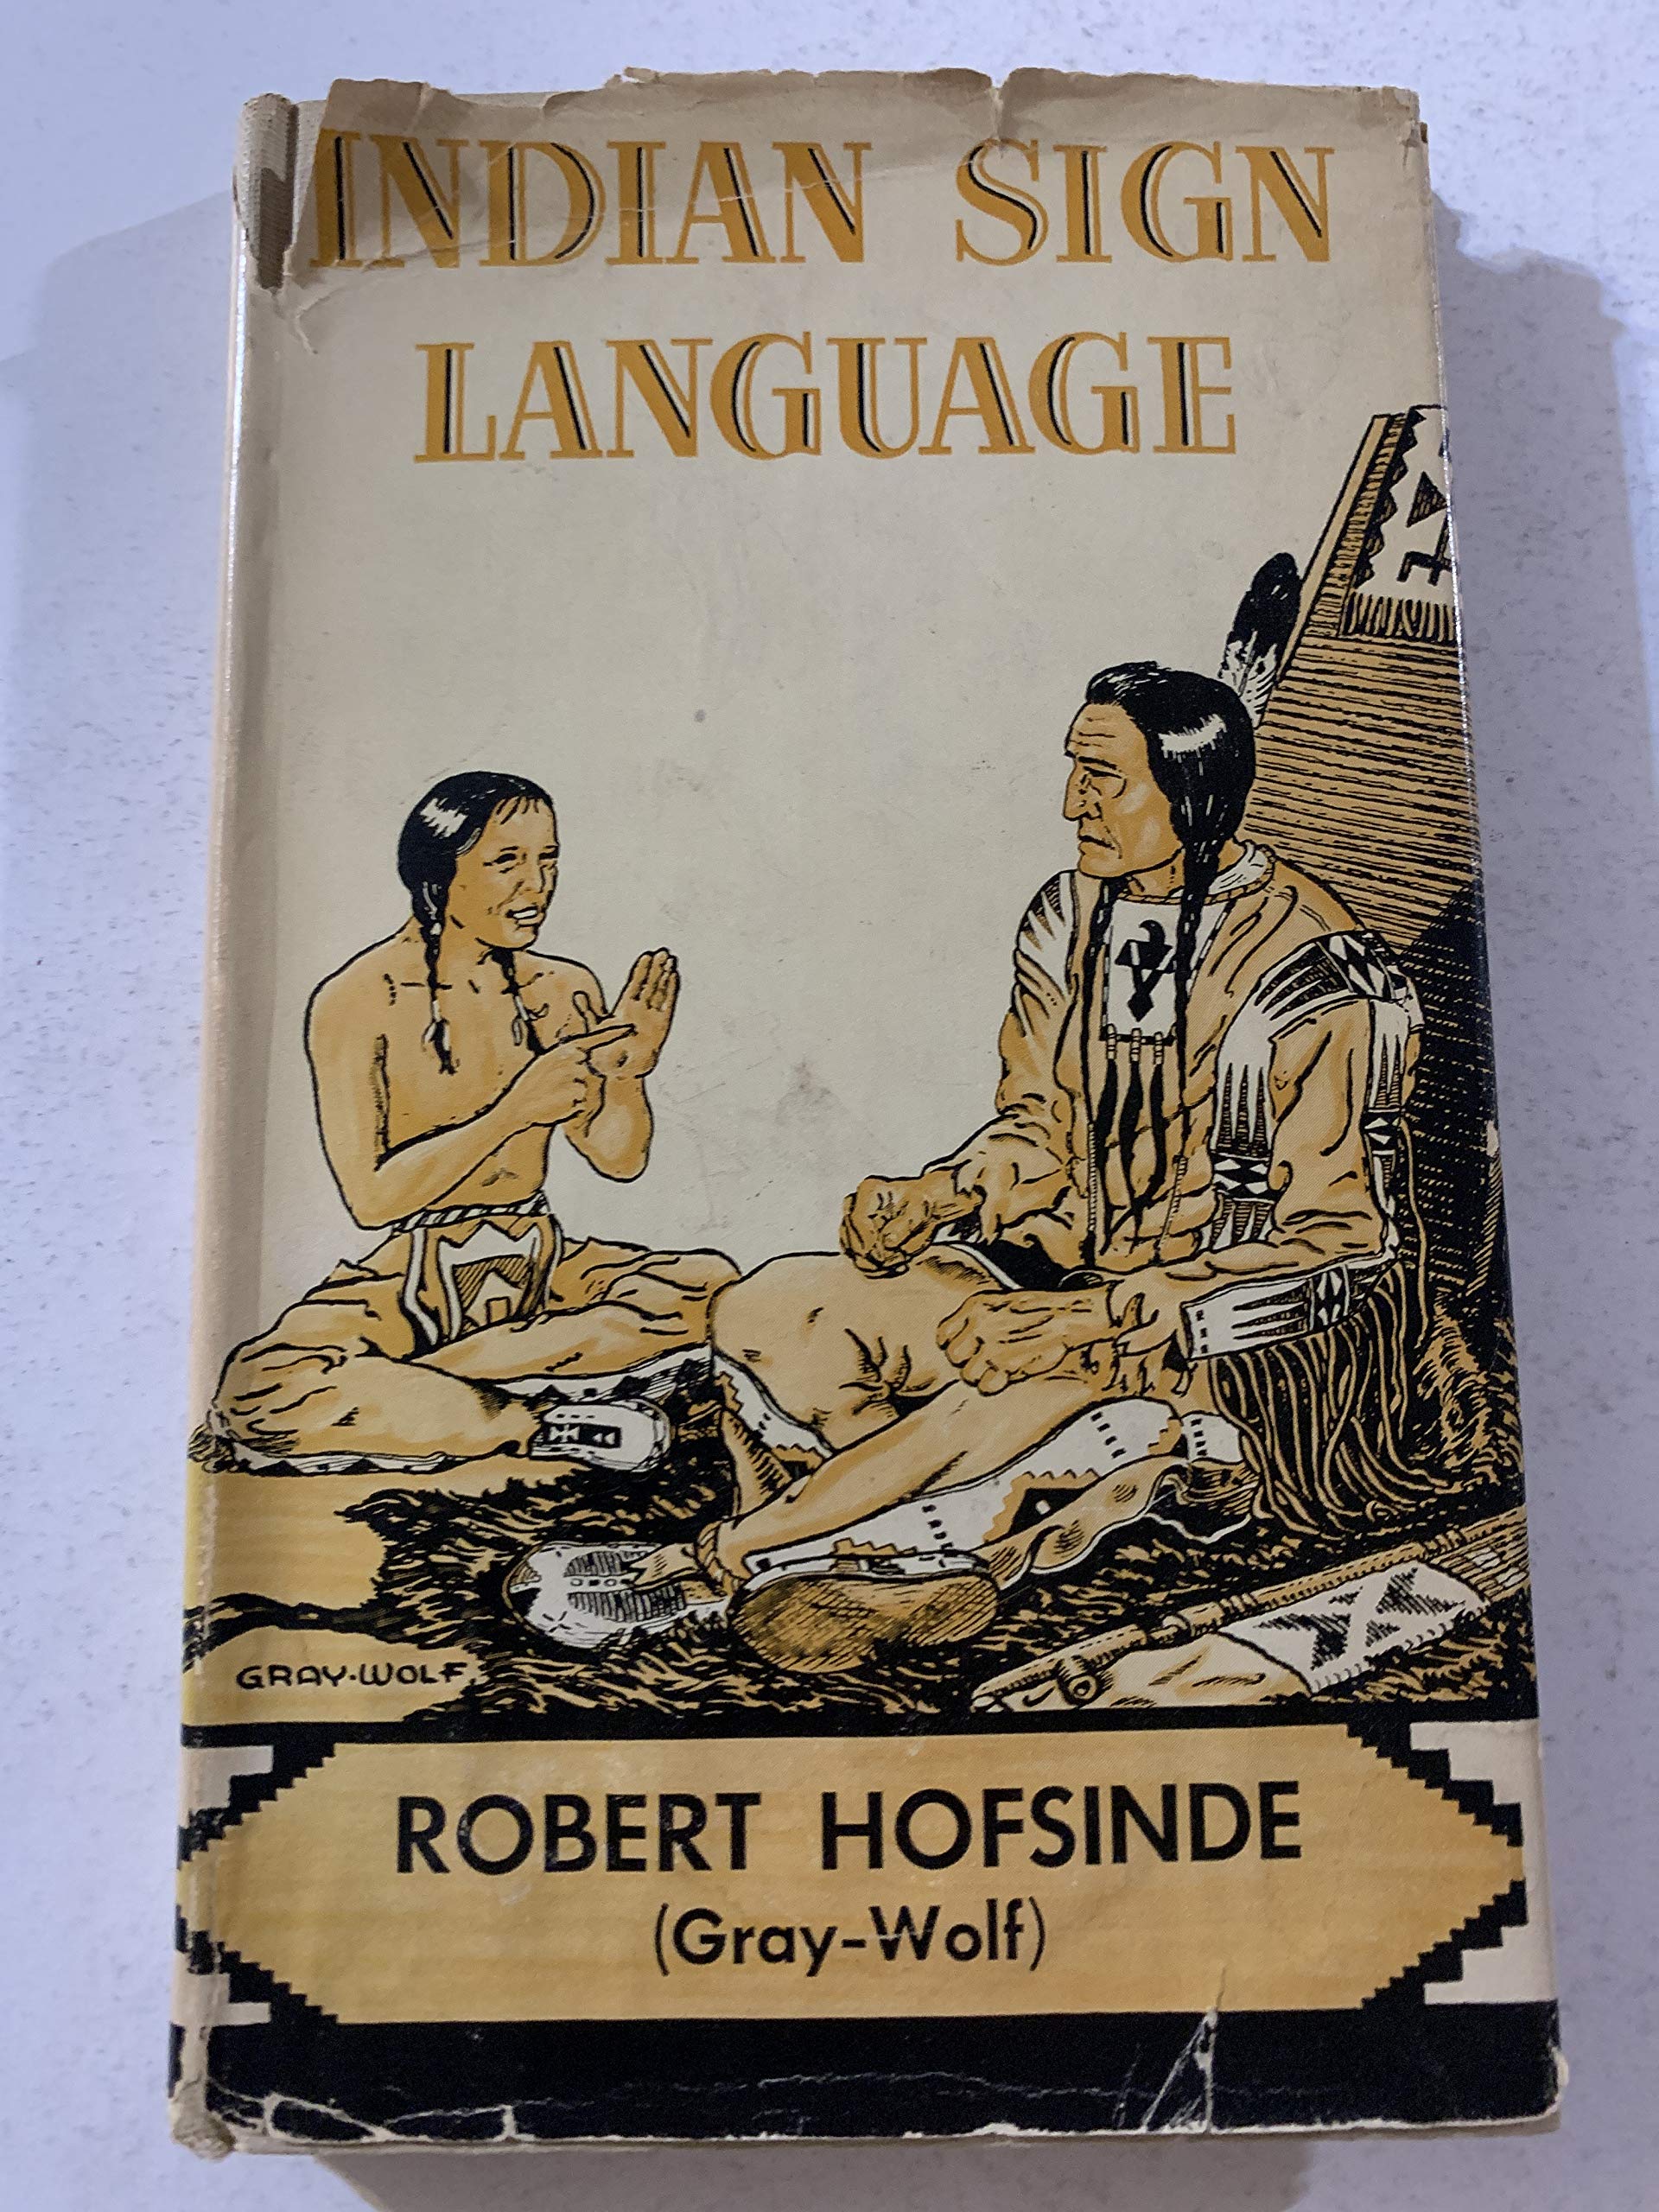 INDIAN SIGN
LANGUAGE
GRAY-WOLF.
ROBERT HOFSINDE
(Gray-Wolf)